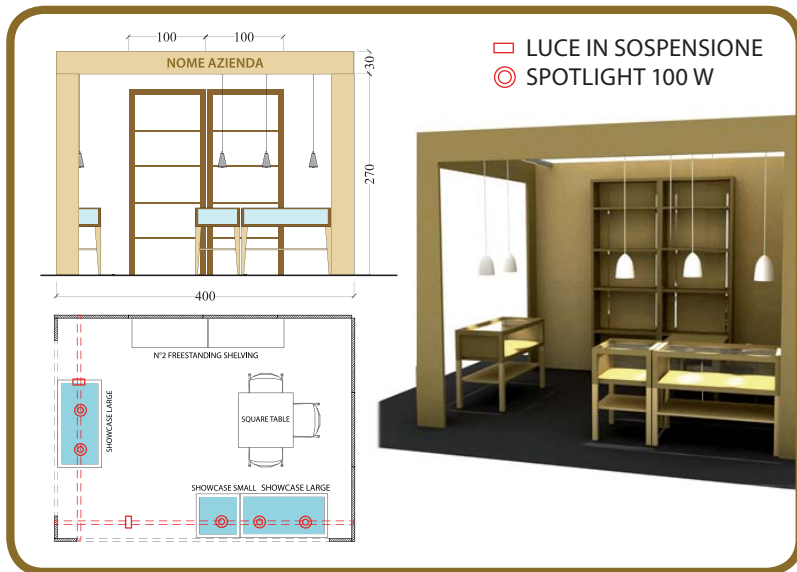 100
100
NOME AZIENDA
30
270
400
LUCE IN SOSPENSIONE
SPOTLIGHT 100 W
N°2 FREESTANDING SHELVING
SHOWCASE LARGE
SQUARE TABLE
SHOWCASE SMALL
SHOWCASE LARGE